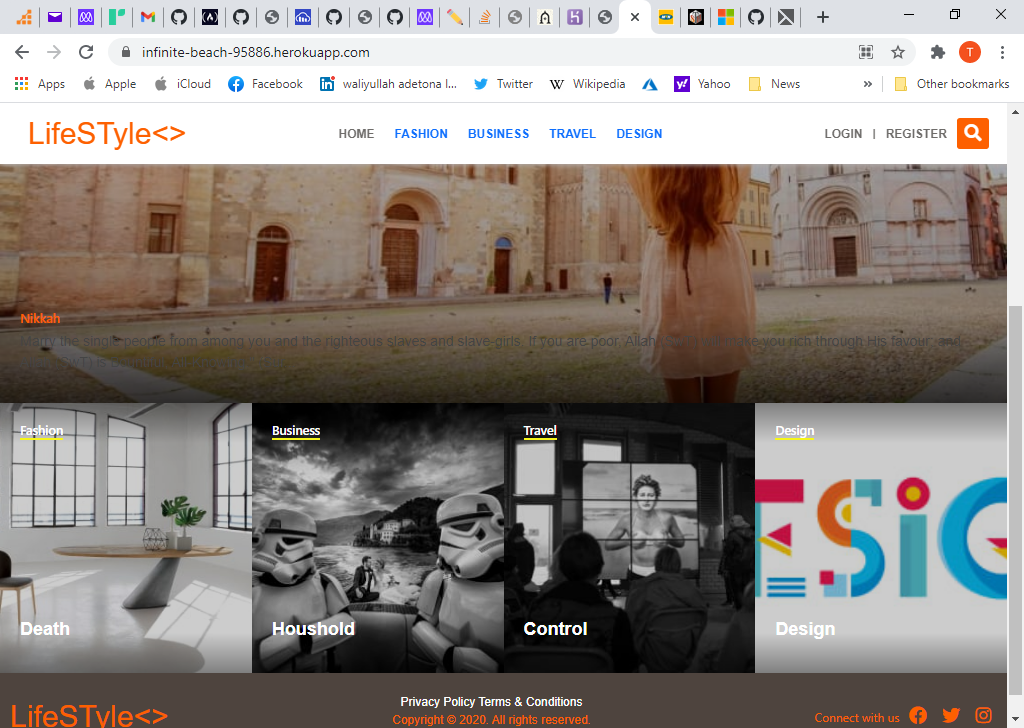 infinite-beach-95886.herokuapp.com
Apps Apple iCloud Facebook waliyullah adetona l... Twitter Wikipedia Yahoo News » Other bookmarks
LifeSTyle<> HOME FASHION BUSINESS TRAVEL DESIGN LOGIN | REGISTER
Nikkah
Marry the single people from among you and the righteous slaves and slave-girls. If you are poor, Allah will make you rich through His favour; and
Fashion Business Travel Design
ESiG
Death Houshold Control Design
Privacy Policy Terms & Conditions
LifeSTyle<> Copyright © 2020. All rights reserved. Connect with us